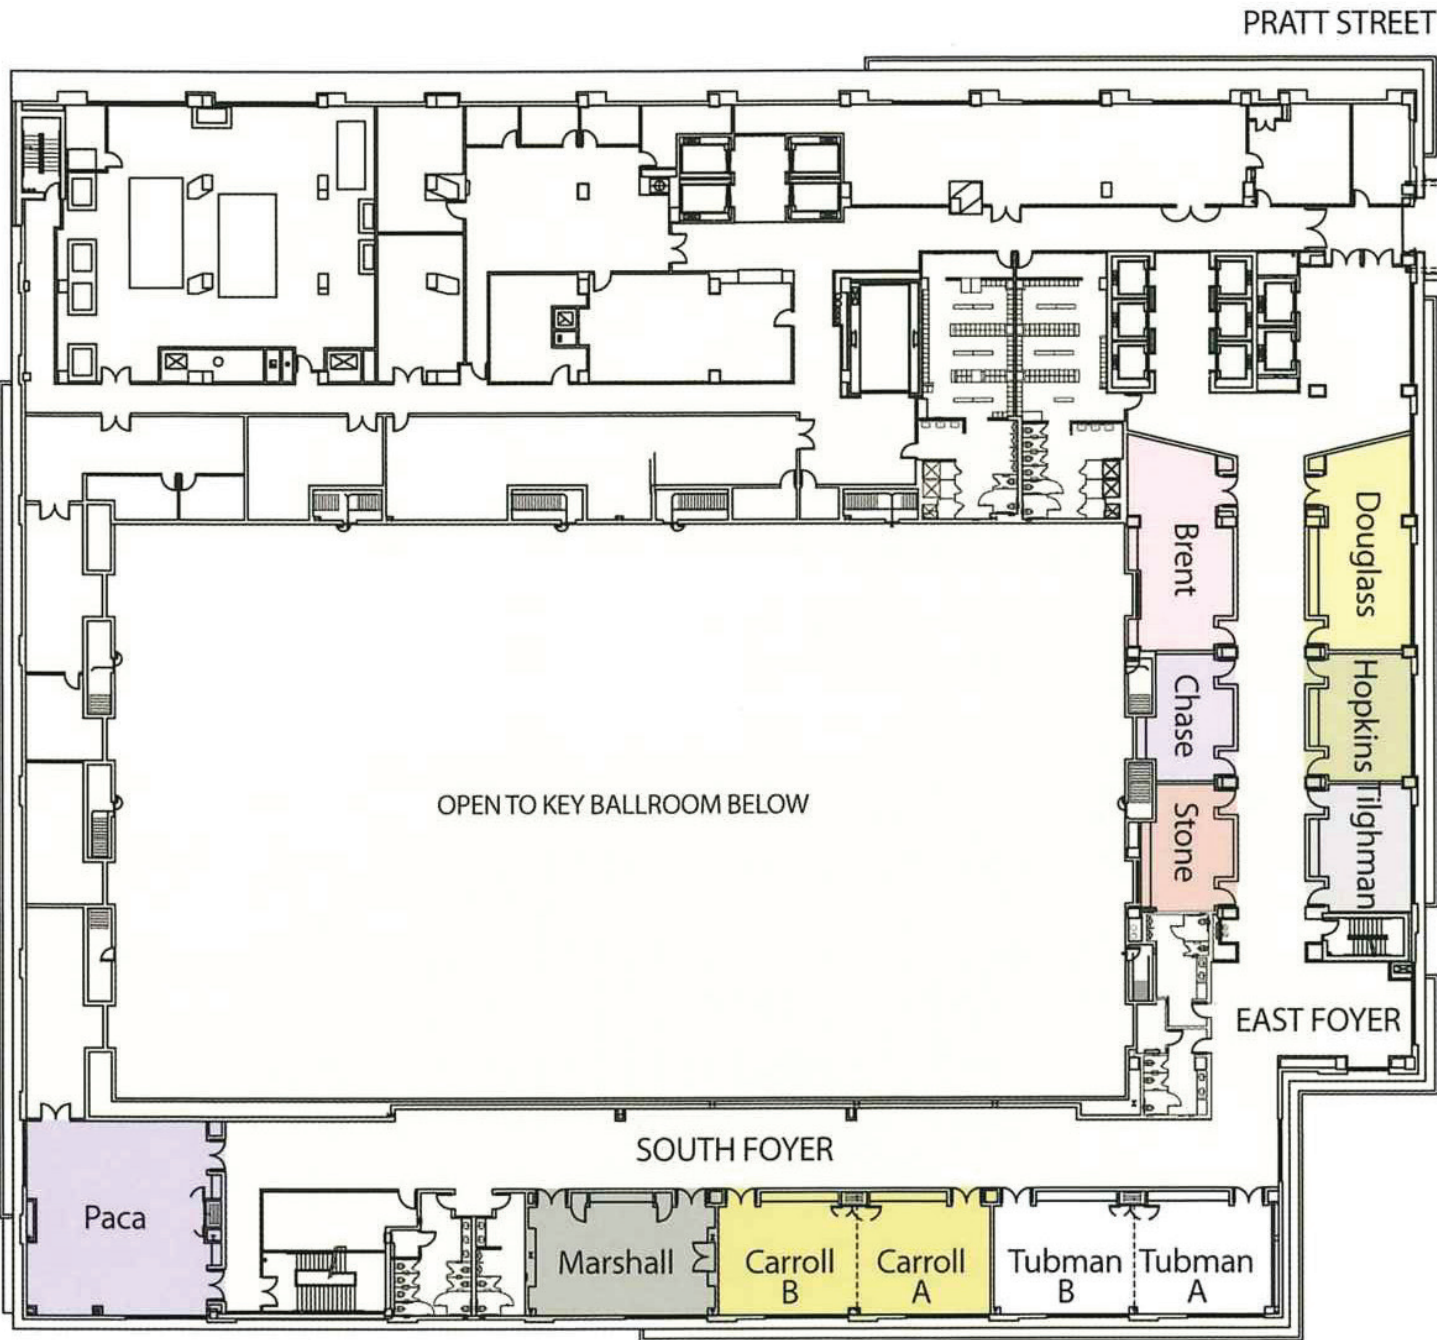 PRATT STREET
Brent
Douglass
Chase
Hopkins
OPEN TO KEY BALLROOM BELOW
Stone
Tilghman
EAST FOYER
SOUTH FOYER
Paca
Marshall
Carroll
B
Carroll
A
Tubman
B
Tubman
A